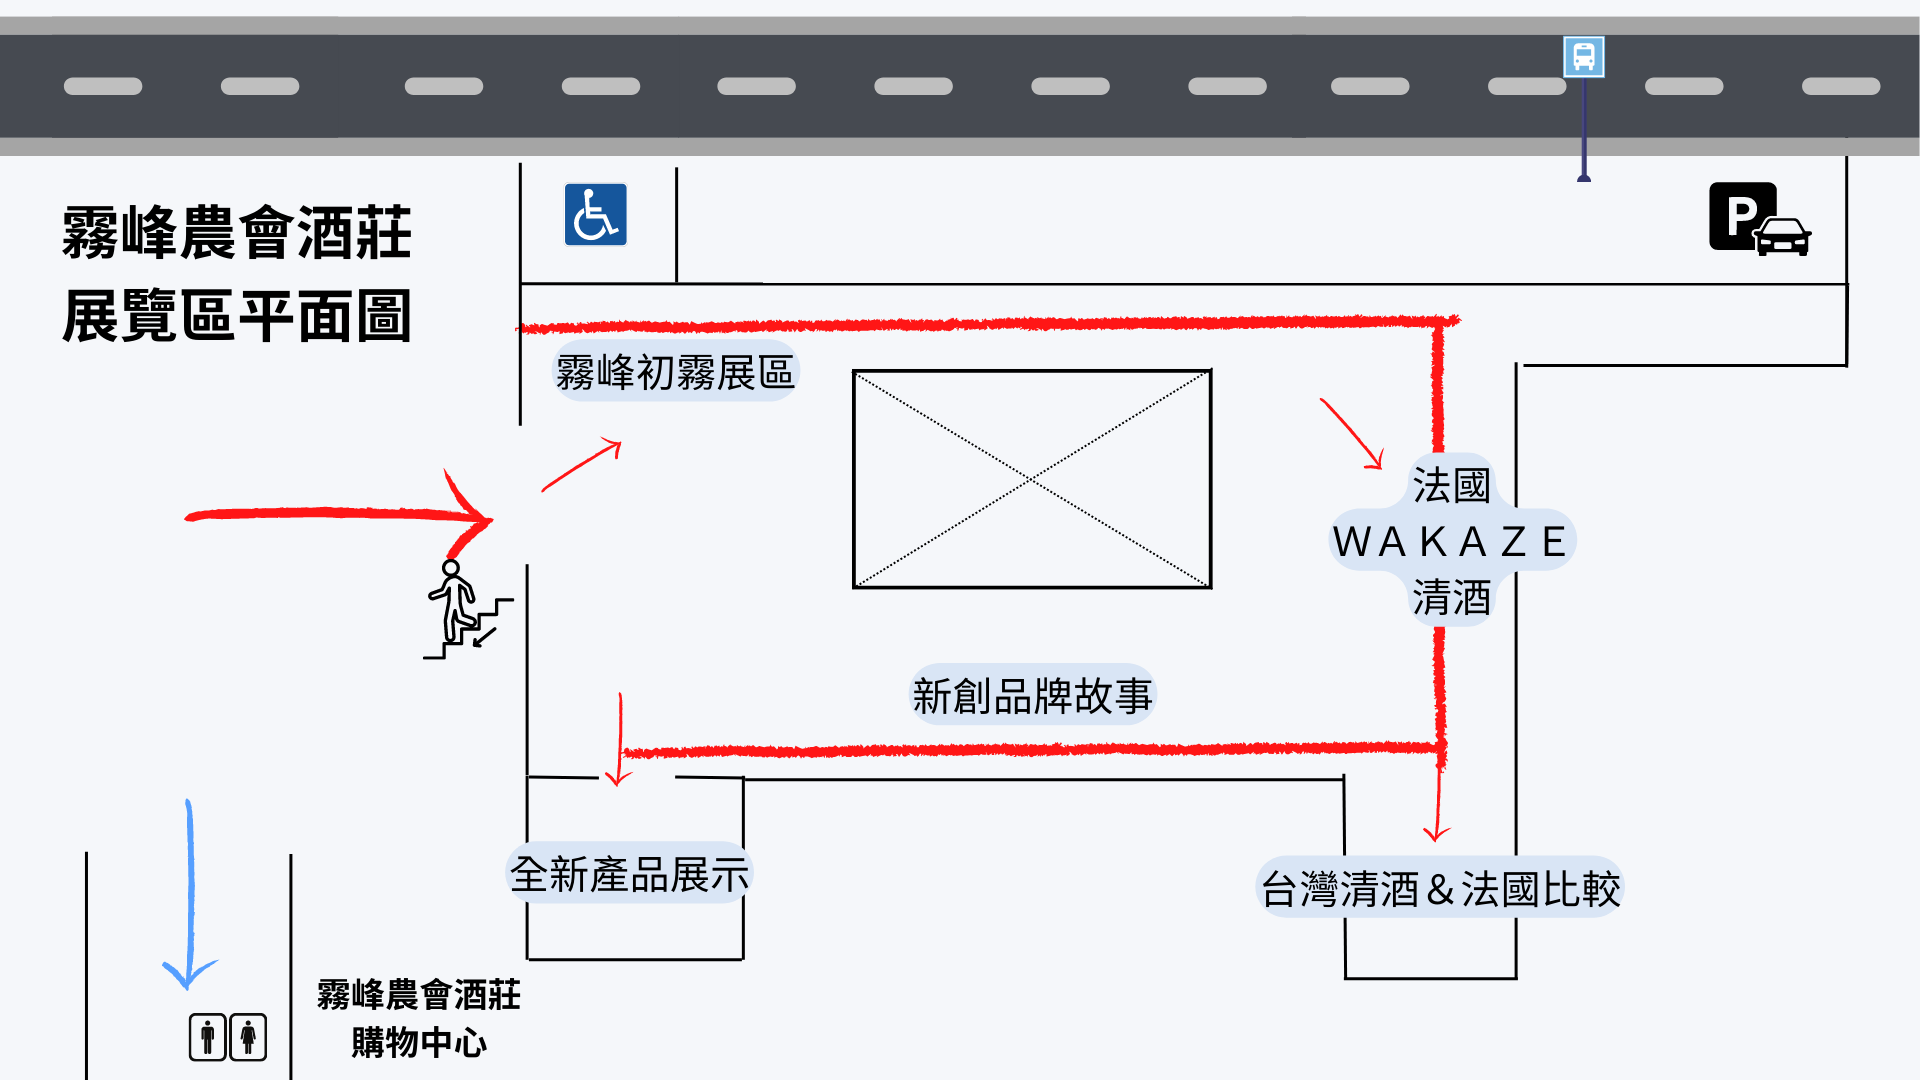 霧峰農會酒莊
展覽區平面圖
P
霧峰初霧展區
法國
ＷＡＫＡＺＥ
清酒
新創品牌故事
全新產品展示
台灣清酒＆法國比較
霧峰農會酒莊
購物中心